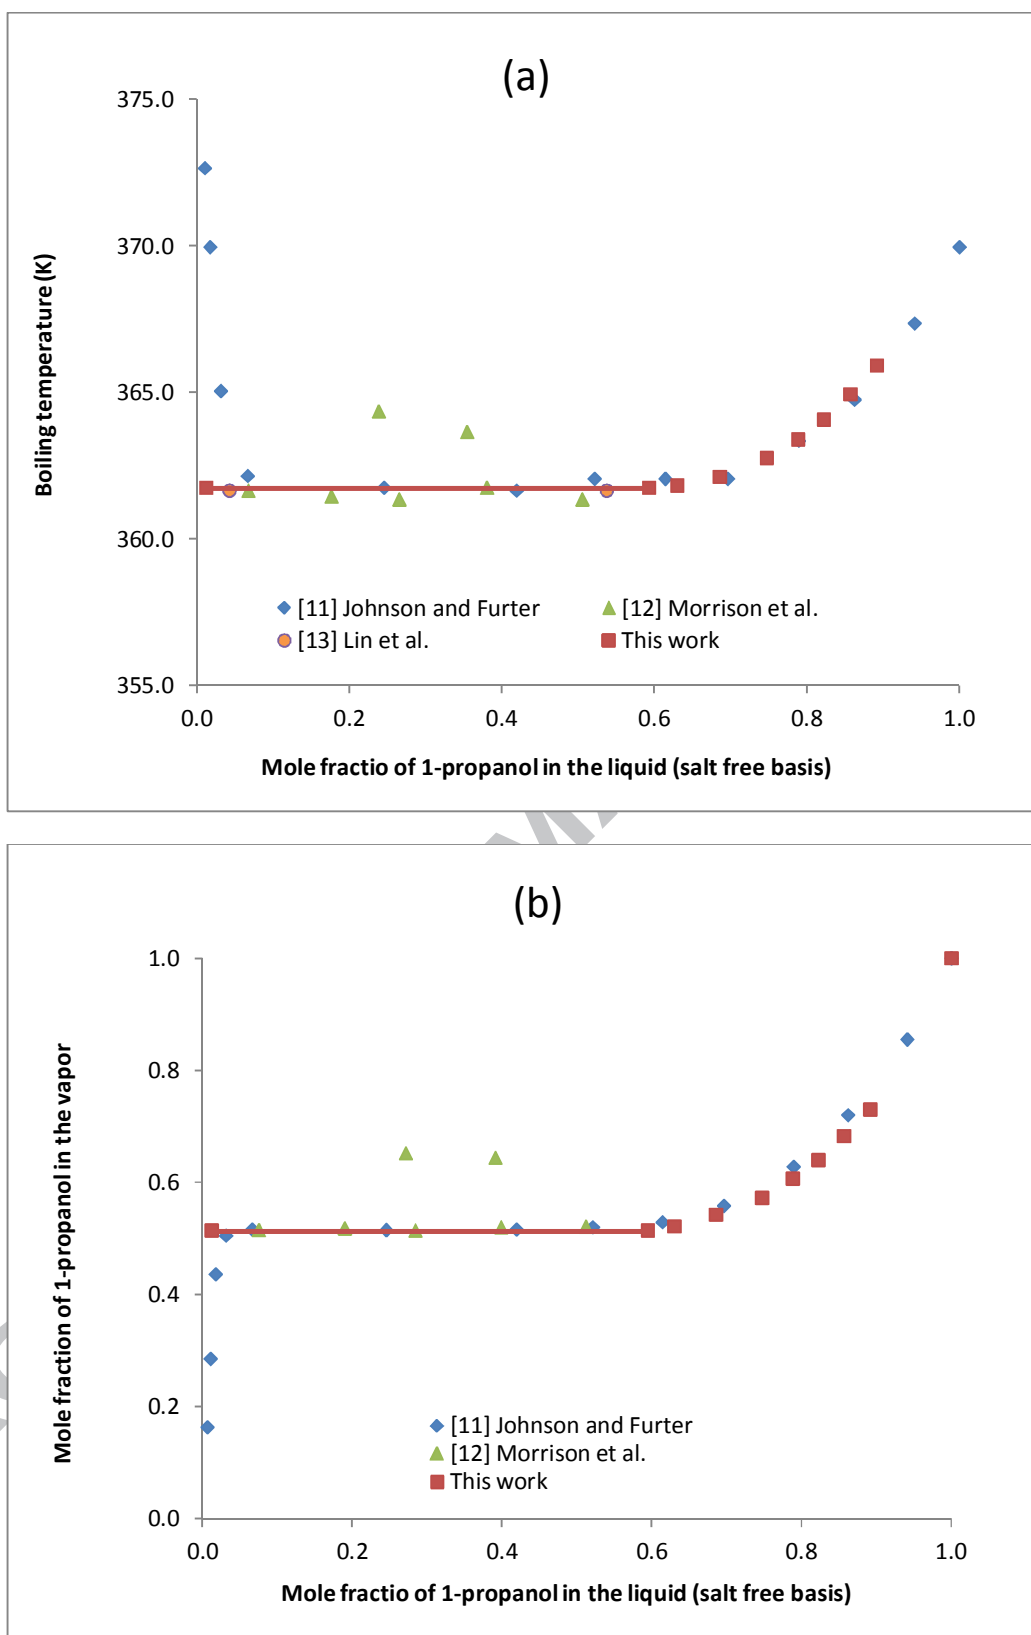 (a)
375.0
370.0
365.0
360.0
355.0
Boiling temperature (K)
[11] Johnson and Furter
[12] Morrison et al.
[13] Lin et al.
This work
0.0 0.2 0.4 0.6 0.8 1.0
Mole fractio of 1-propanol in the liquid (salt free basis)
(b)
1.0
0.8
0.6
0.4
0.2
0.0
Mole fraction of 1-propanol in the vapor
[11] Johnson and Furter
[12] Morrison et al.
This work
0.0 0.2 0.4 0.6 0.8 1.0
Mole fractio of 1-propanol in the liquid (salt free basis)